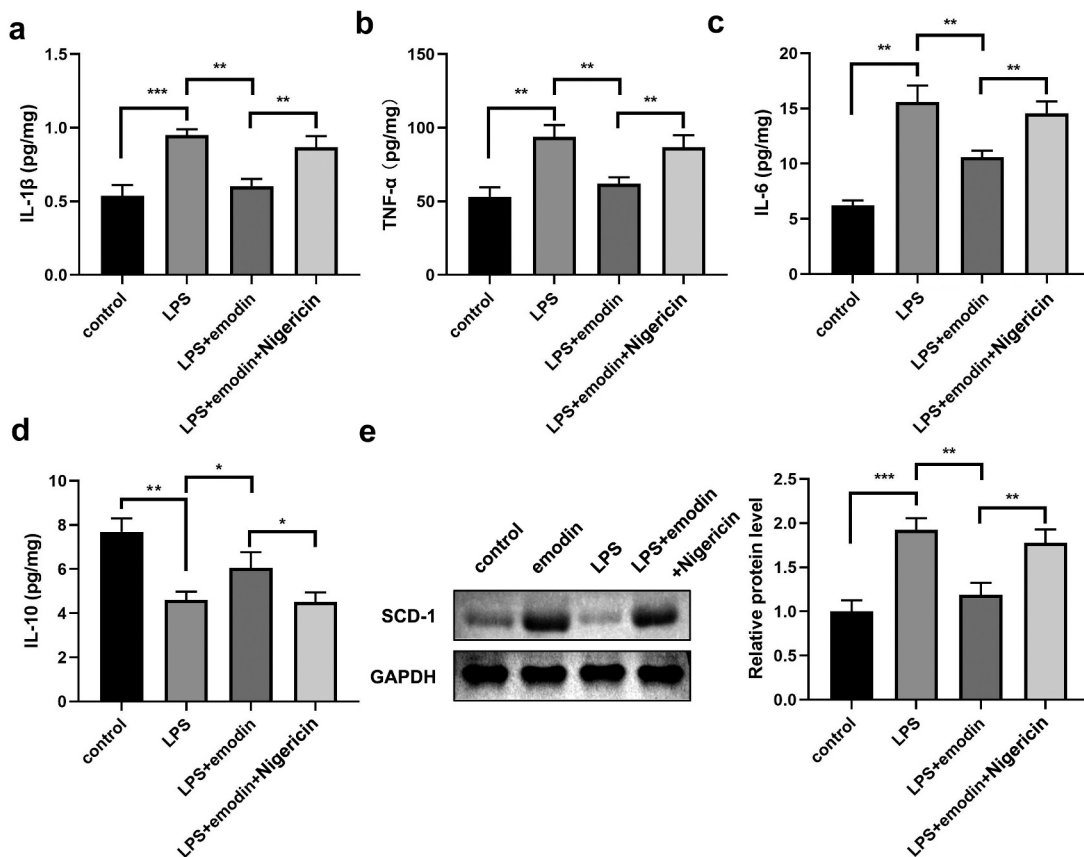 a
IL-1β (pg/mg)
1.5
1.0
0.5
0.0
***
**
**
control
LPS
LPS+emodin
LPS+emodin+Nigericin
b
TNF-α（pg/mg）
150
100
50
0
**
**
**
control
LPS
LPS+emodin
LPS+emodin+Nigericin
c
IL-6 (pg/mg)
20
15
10
5
0
**
**
**
control
LPS
LPS+emodin
LPS+emodin+Nigericin
d
IL-10 (pg/mg)
10
8
6
4
2
0
**
*
*
control
LPS
LPS+emodin
LPS+emodin+Nigericin
e
control
emodin
LPS
LPS+emodin
+Nigericin
SCD-1
GAPDH
Relative protein level
2.5
2.0
1.5
1.0
0.5
0.0
***
**
**
control
LPS
LPS+emodin
LPS+emodin+Nigericin